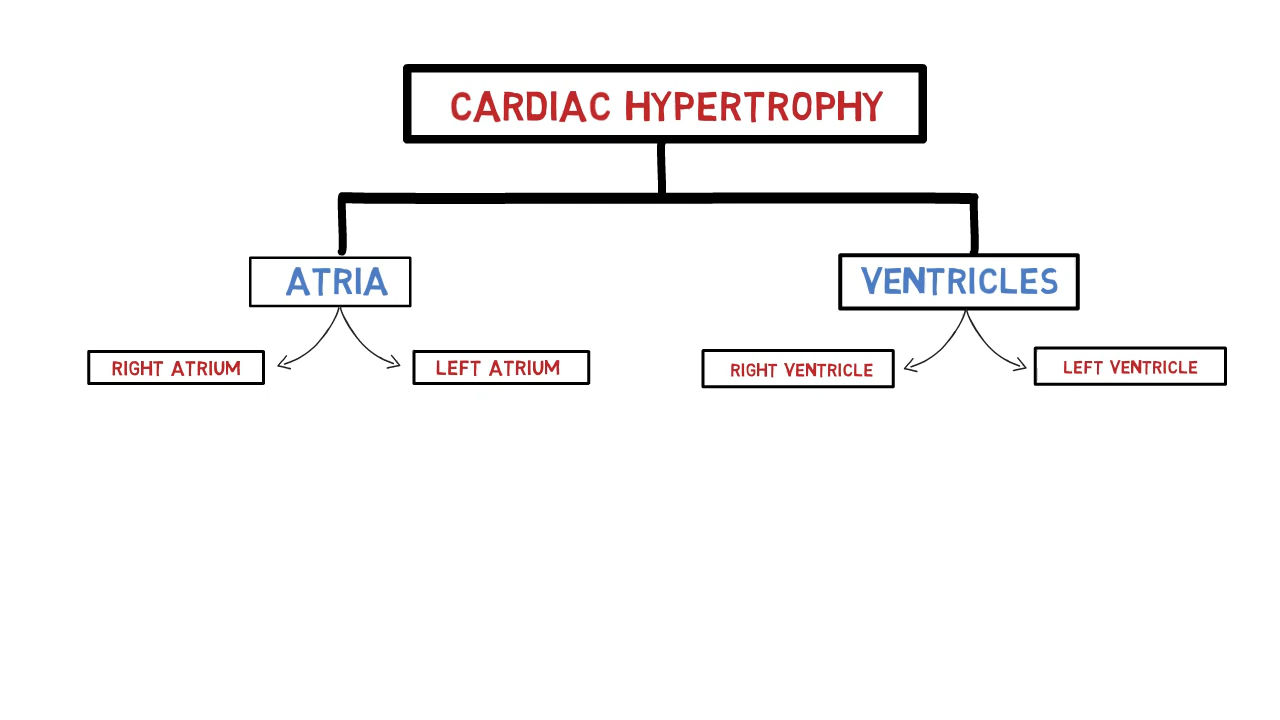 CARDIAC HYPERTROPHY
ATRIA
VENTRICLES
RIGHT ATRIUM
LEFT ATRIUM
RIGHT VENTRICLE
LEFT VENTRICLE